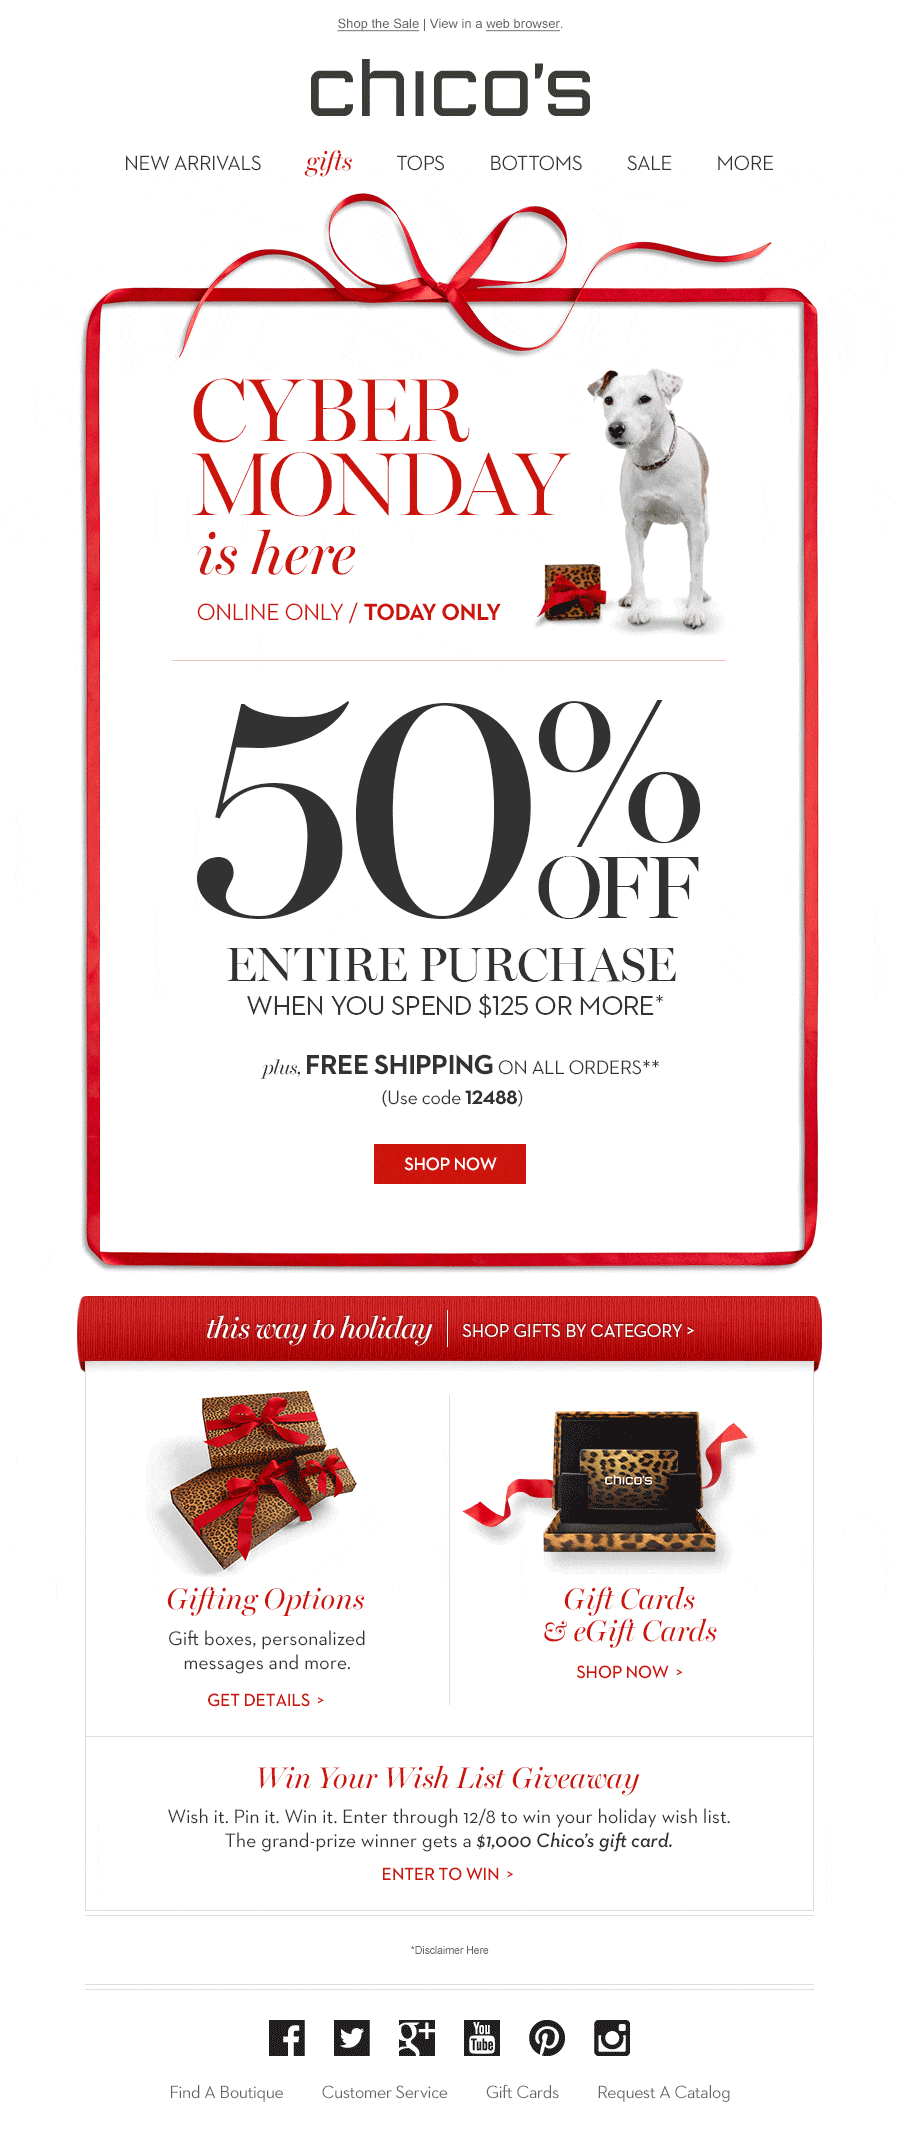 Shop the Sale | View in a web browser.
chico's
NEW ARRIVALS gifts TOPS BOTTOMS SALE MORE
CYBER
MONDAY
is here
ONLINE ONLY / TODAY ONLY
50%
OFF
ENTIRE PURCHASE
WHEN YOU SPEND $125 OR MORE*
plus, FREE SHIPPING ON ALL ORDERS**
(Use code 12488)
SHOP NOW
this way to holiday | SHOP GIFTS BY CATEGORY >
chico's
Gifting Options
Gift boxes, personalized
messages and more.
GET DETAILS >
Gift Cards
& eGift Cards
SHOP NOW >
Win Your Wish List Giveaway
Wish it. Pin it. Win it. Enter through 12/8 to win your holiday wish list.
The grand-prize winner gets a $1,000 Chico's gift card.
ENTER TO WIN >
*Disclaimer Here
f g+ You Tube
Find A Boutique Customer Service Gift Cards Request A Catalog